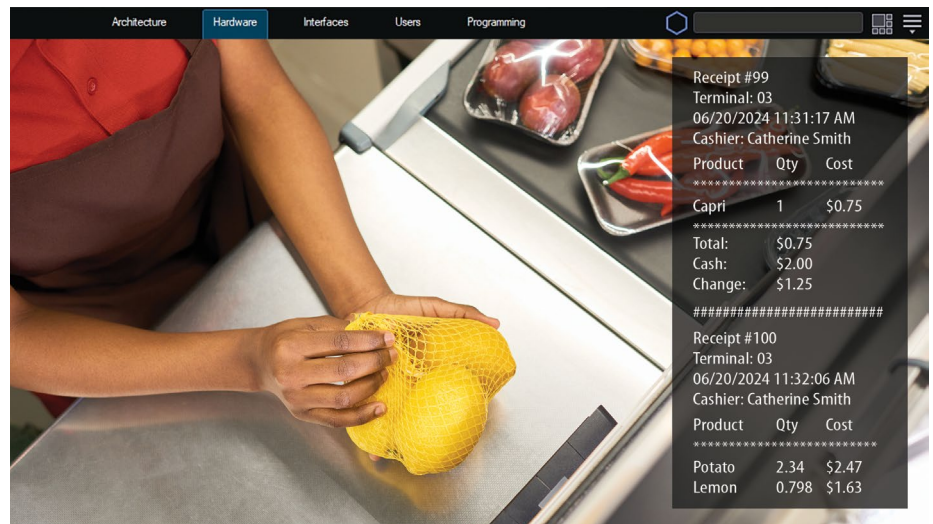 Architecture Hardware Interfaces Users Programming
Receipt #99
Terminal: 03
06/20/2024 11:31:17 AM
Cashier: Catherine Smith
Product Qty Cost
***************************
Capri 1 $0.75
***************************
Total: $0.75
Cash: $2.00
Change: $1.25
##########################
Receipt #100
Terminal: 03
06/20/2024 11:32:06 AM
Cashier: Catherine Smith
Product Qty Cost
**************************
Potato 2.34 $2.47
Lemon 0.798 $1.63